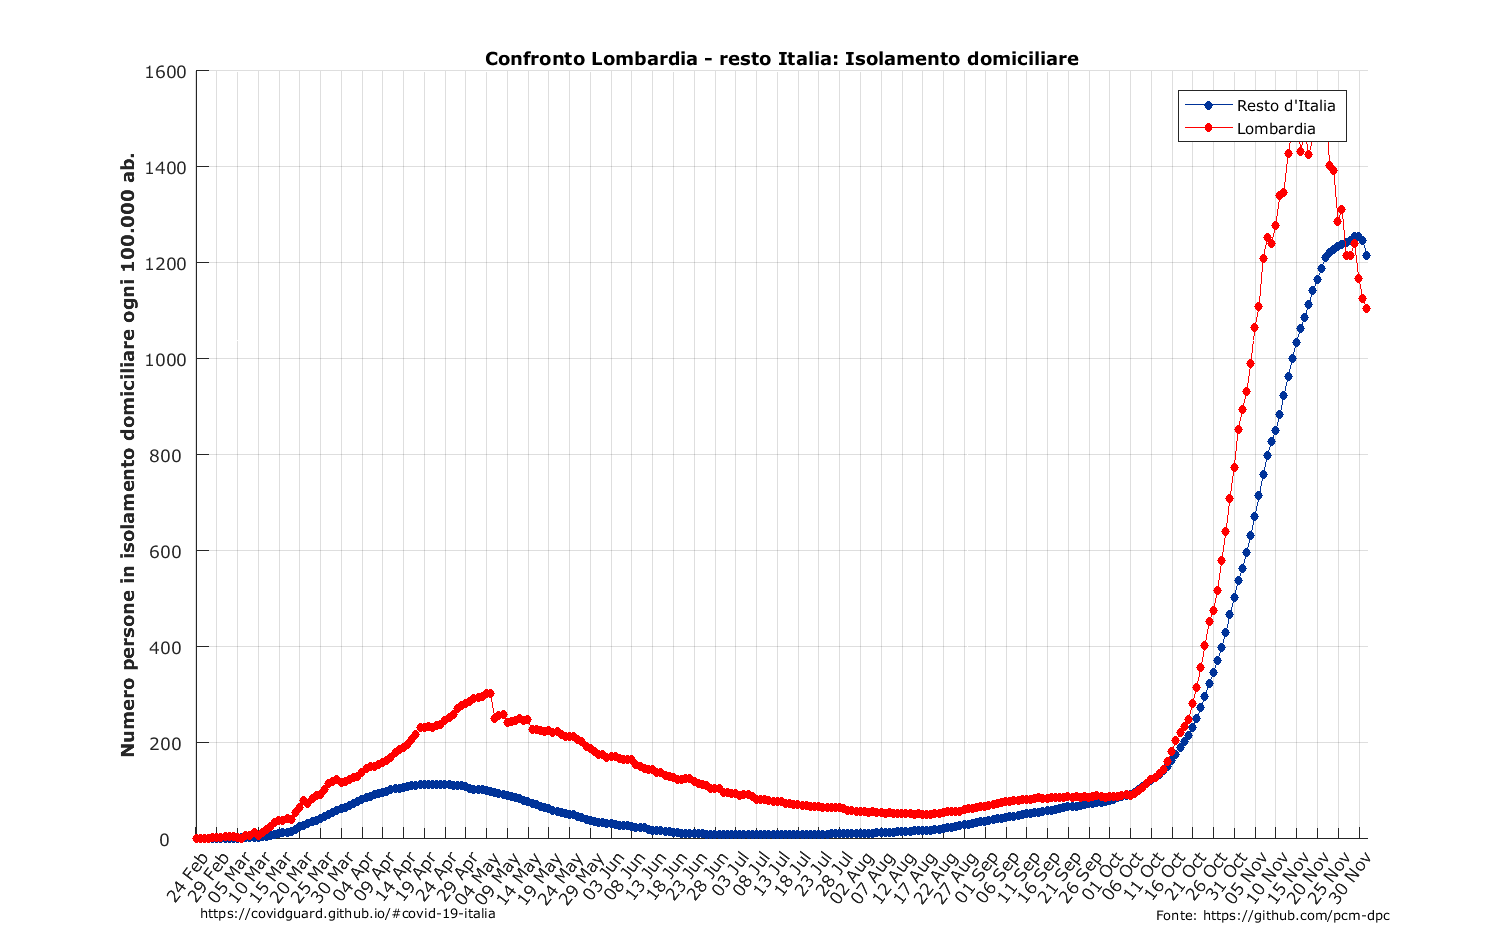 Confronto Lombardia - resto Italia: Isolamento domiciliare
Resto d'Italia
Lombardia
Numero persone in isolamento domiciliare ogni 100.000 ab.
1600
1400
1200
1000
800
600
400
200
0
24 Feb
29 Feb
05 Mar
10 Mar
15 Mar
20 Mar
25 Mar
30 Mar
04 Apr
09 Apr
14 Apr
19 Apr
24 Apr
29 Apr
04 May
09 May
14 May
19 May
24 May
29 May
03 Jun
08 Jun
13 Jun
18 Jun
23 Jun
28 Jun
03 Jul
08 Jul
13 Jul
18 Jul
23 Jul
28 Jul
02 Aug
07 Aug
12 Aug
17 Aug
22 Aug
27 Aug
01 Sep
06 Sep
11 Sep
16 Sep
21 Sep
26 Sep
01 Oct
06 Oct
11 Oct
16 Oct
21 Oct
26 Oct
31 Oct
05 Nov
10 Nov
15 Nov
20 Nov
25 Nov
30 Nov
https://covidguard.github.io/#covid-19-italia
Fonte: https://github.com/pcm-dpc